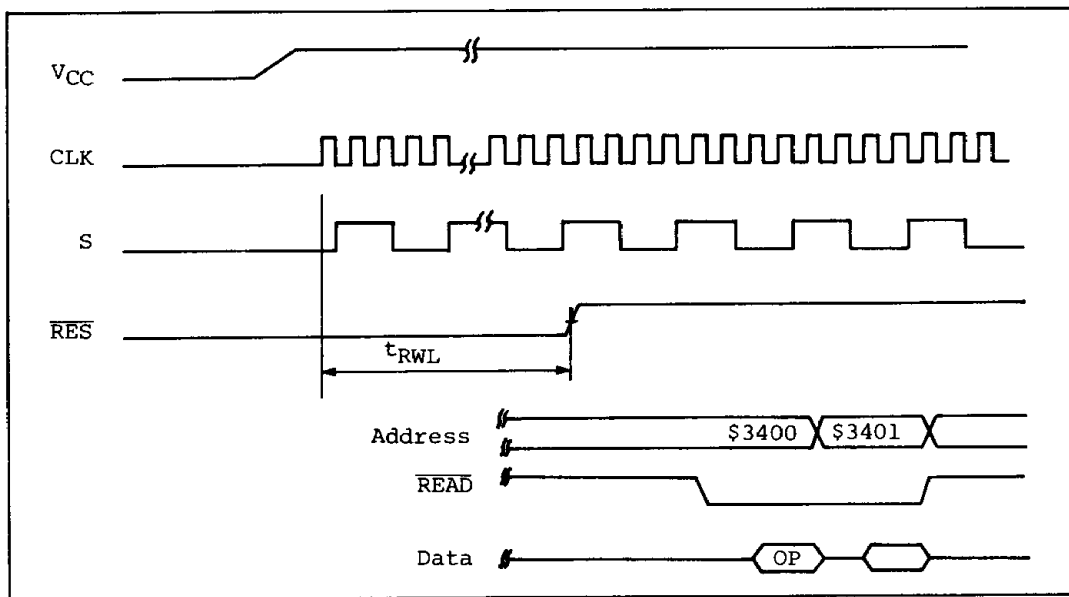 VCC
CLK
S
RES
tRWL
Address $3400 $3401
READ
Data OP